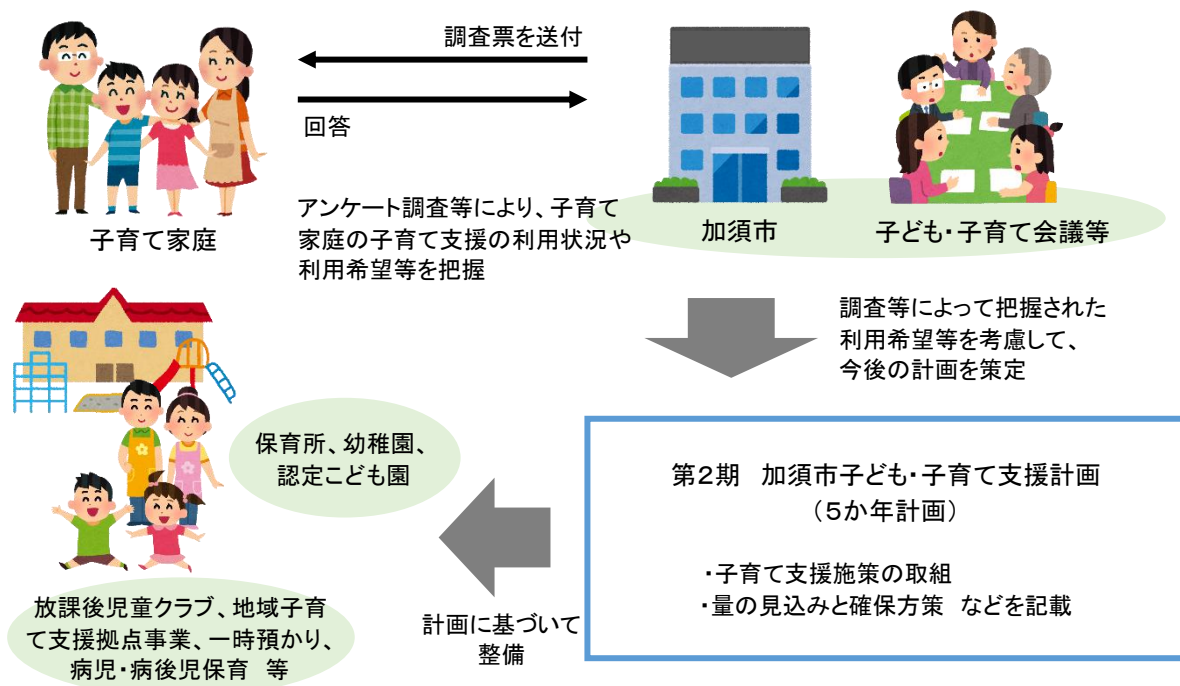 調査票を送付
回答
子育て家庭
アンケート調査等により、子育て
家庭の子育て支援の利用状況や
利用希望等を把握
加須市
子ども・子育て会議等
調査等によって把握された
利用希望等を考慮して、
今後の計画を策定
第2期　加須市子ども・子育て支援計画
（5か年計画）
・子育て支援施策の取組
・量の見込みと確保方策　などを記載
計画に基づいて
整備
保育所、幼稚園、
認定こども園
放課後児童クラブ、地域子育
て支援拠点事業、一時預かり、
病児・病後児保育　等